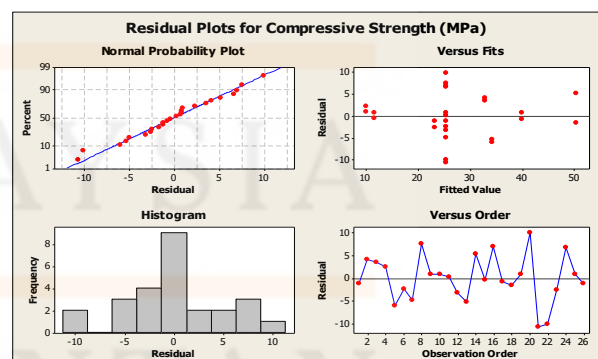 Residual Plots for Compressive Strength (MPa)
Normal Probability Plot
99
90
50
10
1
Percent
-10 -5 0 5 10
Residual
Versus Fits
10
5
0
-5
-10
Residual
10 20 30 40 50
Fitted Value
Histogram
8
6
4
2
0
Frequency
-10 -5 0 5 10
Residual
Versus Order
10
5
0
-5
-10
Residual
2 4 6 8 10 12 14 16 18 20 22 24 26
Observation Order
AYSIA